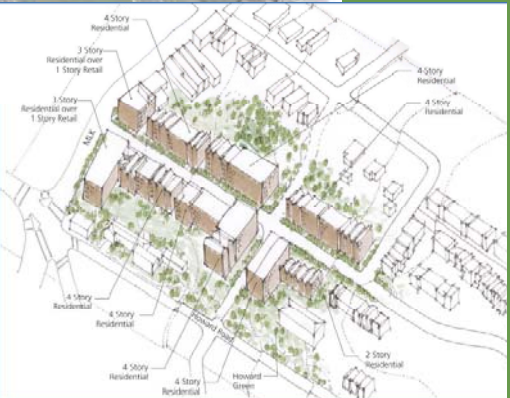 4 Story
Residential
3 Story
Residential over
1 Story Retail
3 Story
Residential over
1 Story Retail
MLK
4 Story
Residential
4 Story
Residential
4 Story
Residential
4 Story
Residential
Howard Road
4 Story
Residential
4 Story
Residential
Howard
Green
2 Story
Residential